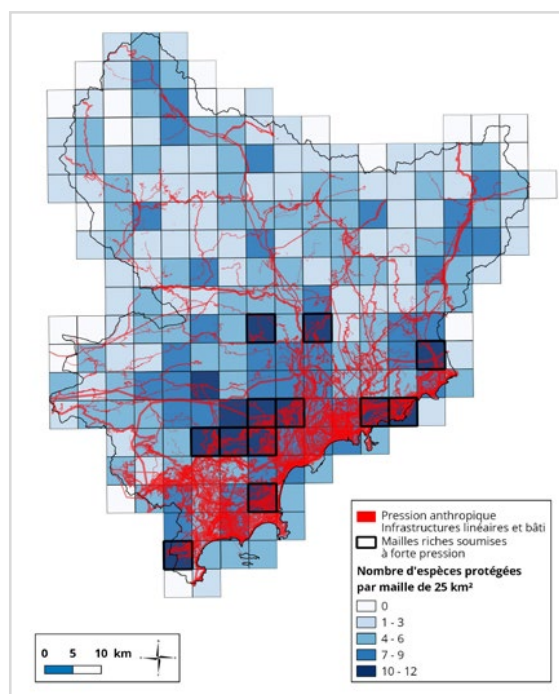 Pression anthropique
Infrastructures linéaires et bâti
Mailles riches soumises
à forte pression
Nombre d'espèces protégées
par maille de 25 km²
0
1 - 3
4 - 6
7 - 9
10 - 12
0 5 10 km